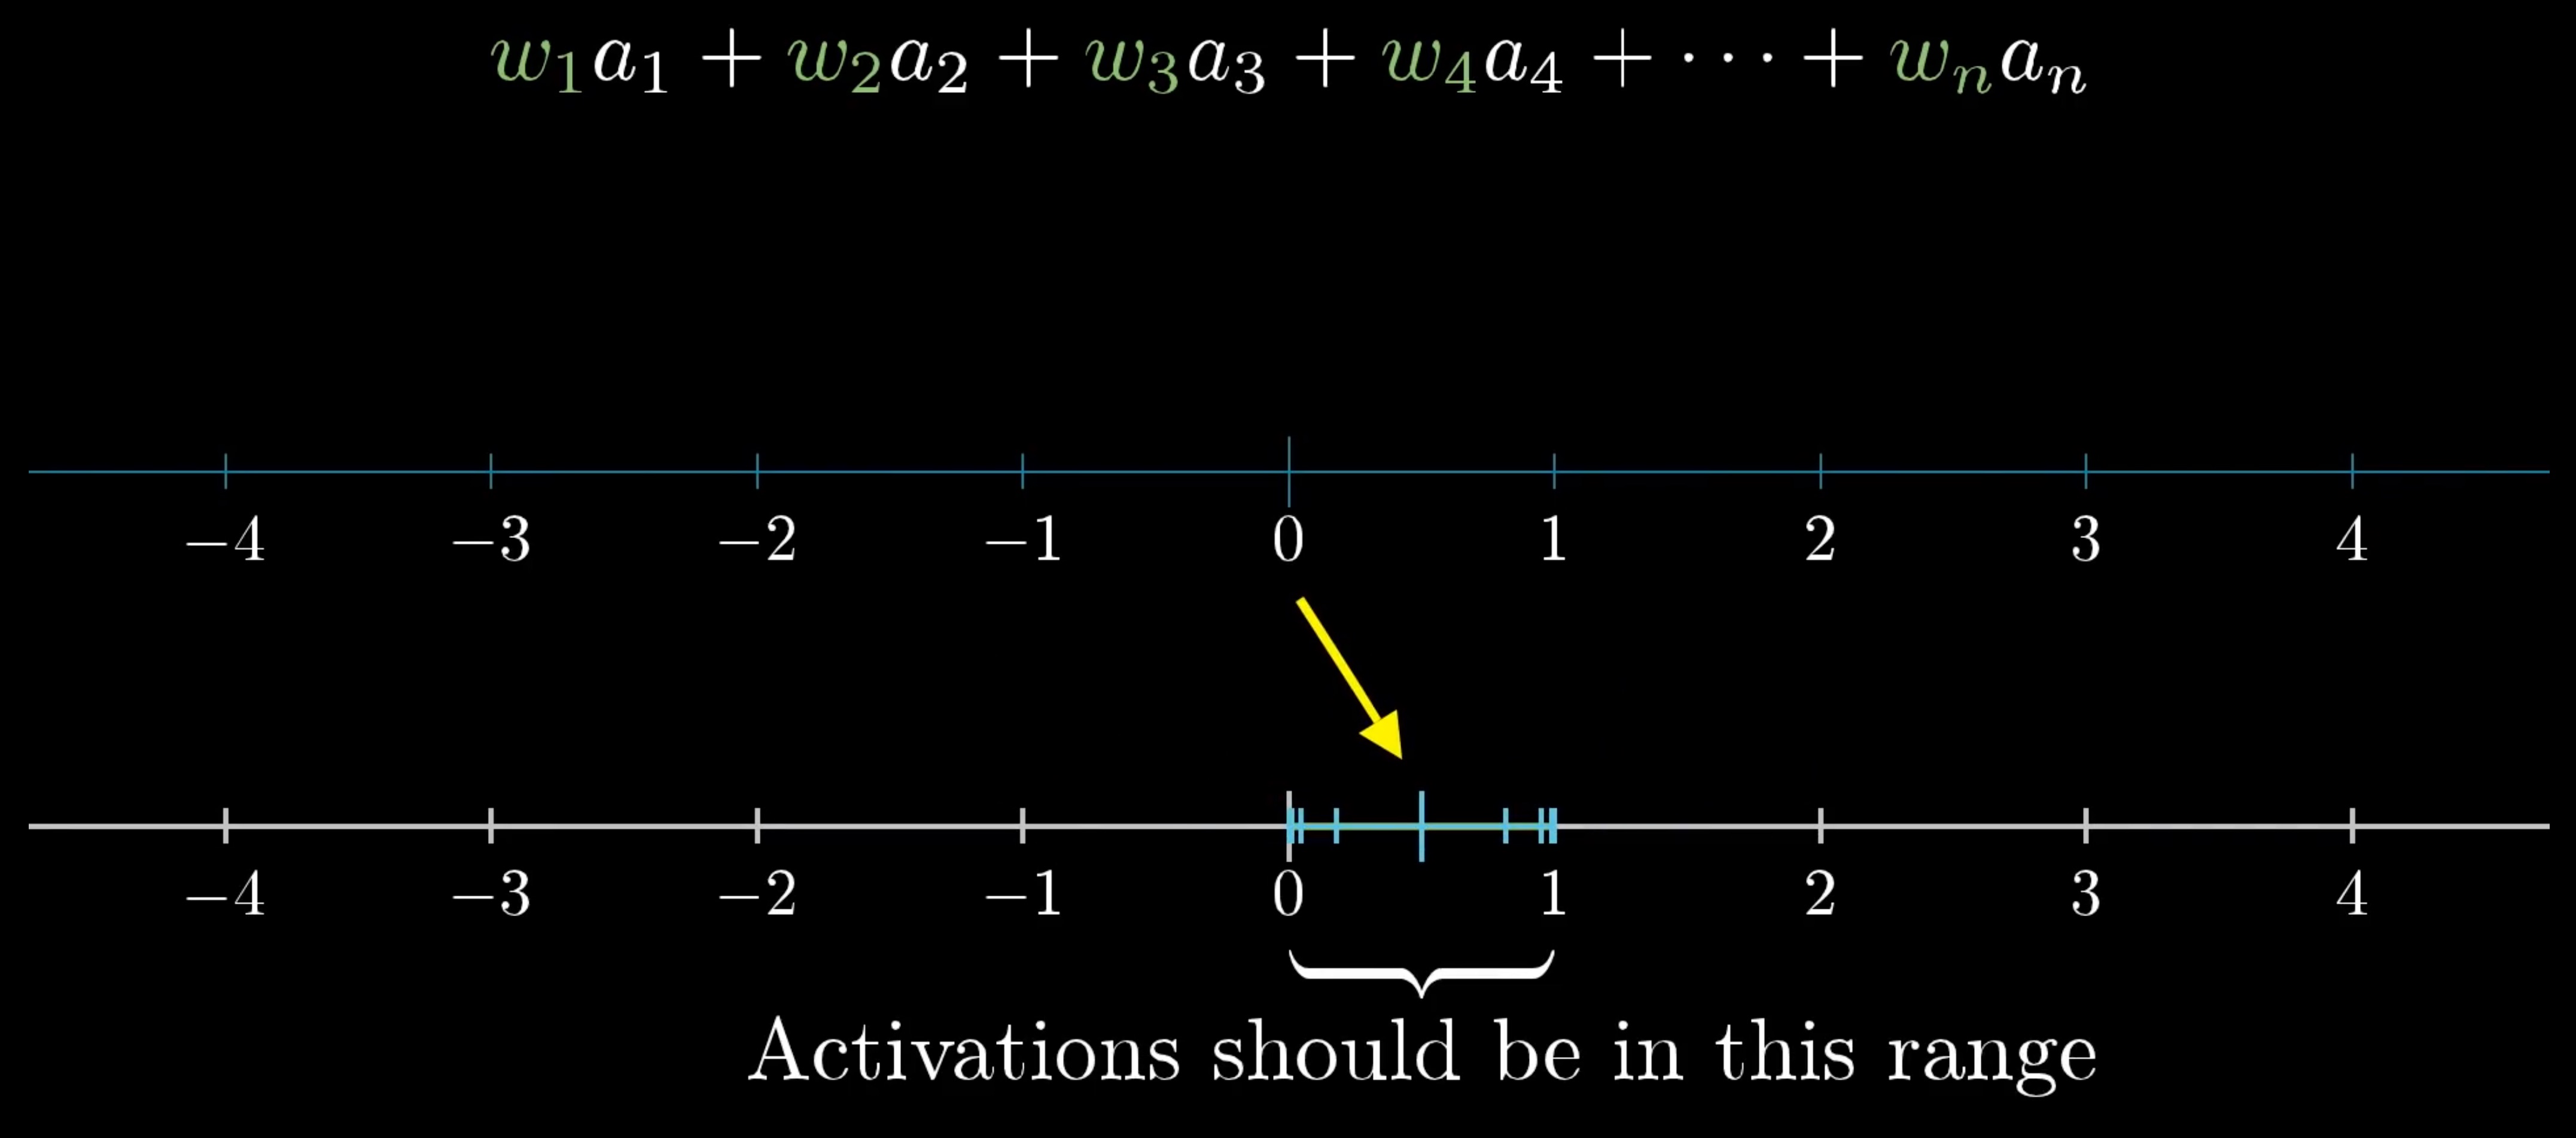 w₁a₁ + w₂a₂ + w₃a₃ + w₄a₄ + ⋯ + wₙaₙ
−4 −3 −2 −1 0 1 2 3 4
−4 −3 −2 −1 0 1 2 3 4
Activations should be in this range